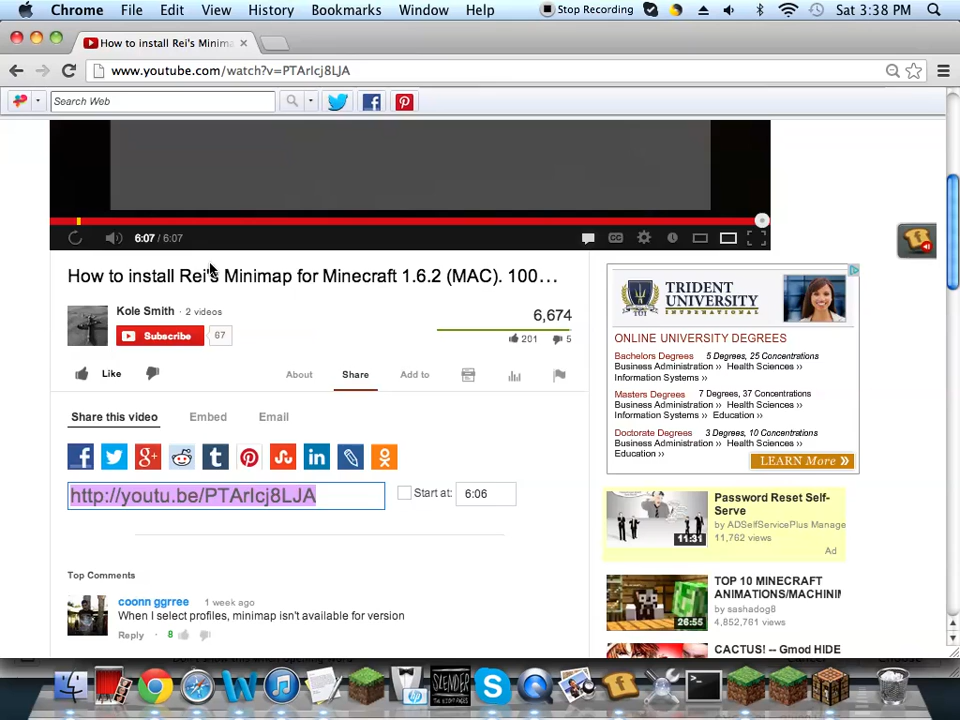 Chrome File Edit View History Bookmarks Window Help Stop Recording Sat 3:38 PM
How to install Rei's Minima
www.youtube.com/watch?v=PTArIcj8LJA
Search Web
6:07 / 6:07
CC
How to install Rei's Minimap for Minecraft 1.6.2 (MAC). 100...
Kole Smith · 2 videos
Subscribe 67
6,674
201 5
Like
About Share Add to
Share this video Embed Email
http://youtu.be/PTArIcj8LJA
Start at: 6:06
Top Comments
coonn ggrree 1 week ago
When I select profiles, minimap isn't available for version
Reply · 8
TRIDENT
UNIVERSITY
INTERNATIONAL
ONLINE UNIVERSITY DEGREES
Bachelors Degrees 5 Degrees, 25 Concentrations
Business Administration ›› Health Sciences ››
Information Systems ››
Masters Degrees 7 Degrees, 37 Concentrations
Business Administration ›› Health Sciences ››
Information Systems ›› Education ››
Doctorate Degrees 3 Degrees, 10 Concentrations
Business Administration ›› Health Sciences ››
Education ››
LEARN More »
Password Reset Self-
Serve
by ADSelfServicePlus Manage
11,762 views
Ad
11:31
TOP 10 MINECRAFT
ANIMATIONS/MACHINIM
by sashadog8
4,852,761 views
26:55
CACTUS! -- Gmod HIDE
SLENDER
hp